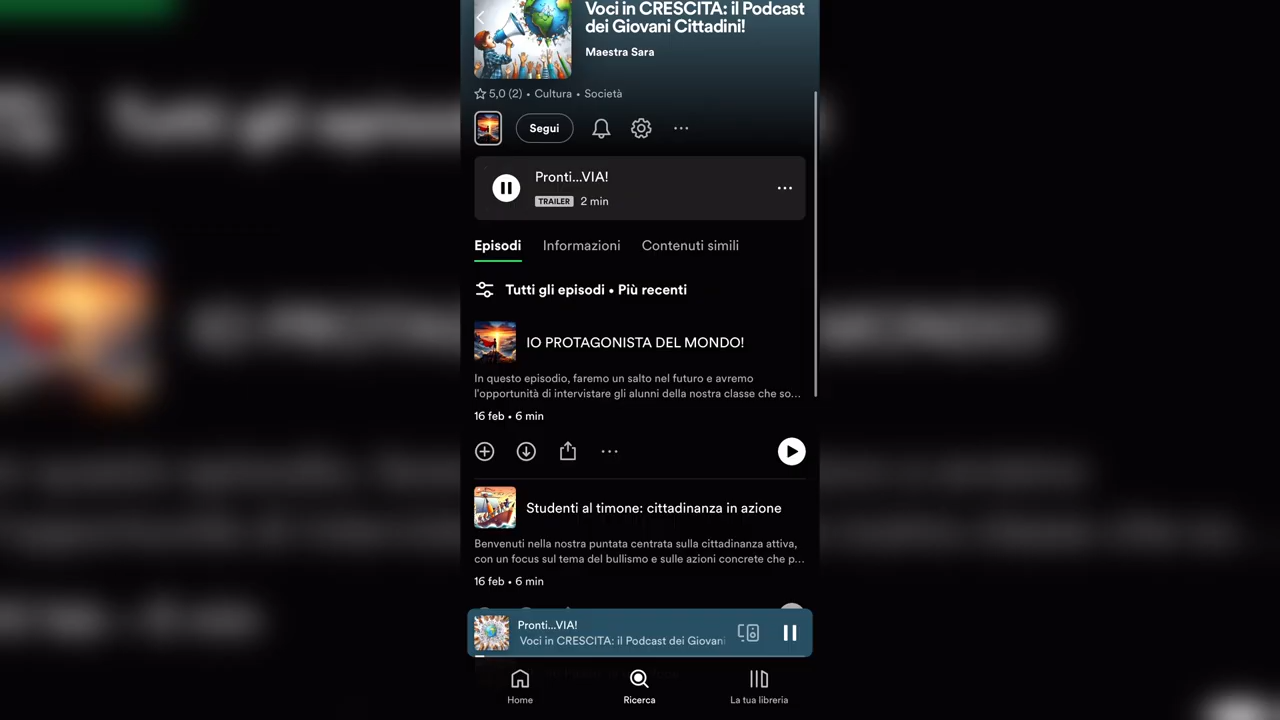 Voci in CRESCITA: il Podcast
dei Giovani Cittadini!
Maestra Sara
5,0 (2) • Cultura • Società
Segui
Pronti...VIA!
TRAILER 2 min
Episodi Informazioni Contenuti simili
Tutti gli episodi • Più recenti
IO PROTAGONISTA DEL MONDO!
In questo episodio, faremo un salto nel futuro e avremo
l'opportunità di intervistare gli alunni della nostra classe che so...
16 feb • 6 min
Studenti al timone: cittadinanza in azione
Benvenuti nella nostra puntata centrata sulla cittadinanza attiva,
con un focus sul tema del bullismo e sulle azioni concrete che p...
16 feb • 6 min
Pronti...VIA!
Voci in CRESCITA: il Podcast dei Giovani
Home Ricerca La tua libreria